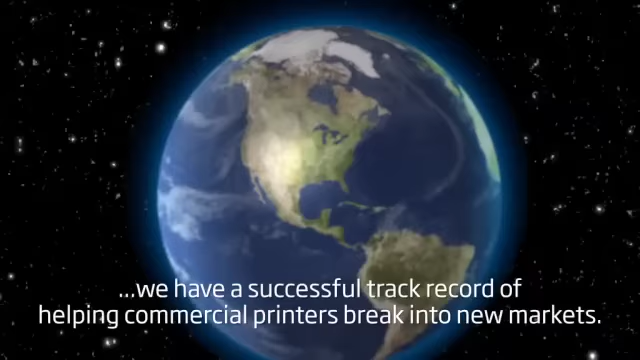 ...we have a successful track record of
helping commercial printers break into new markets.